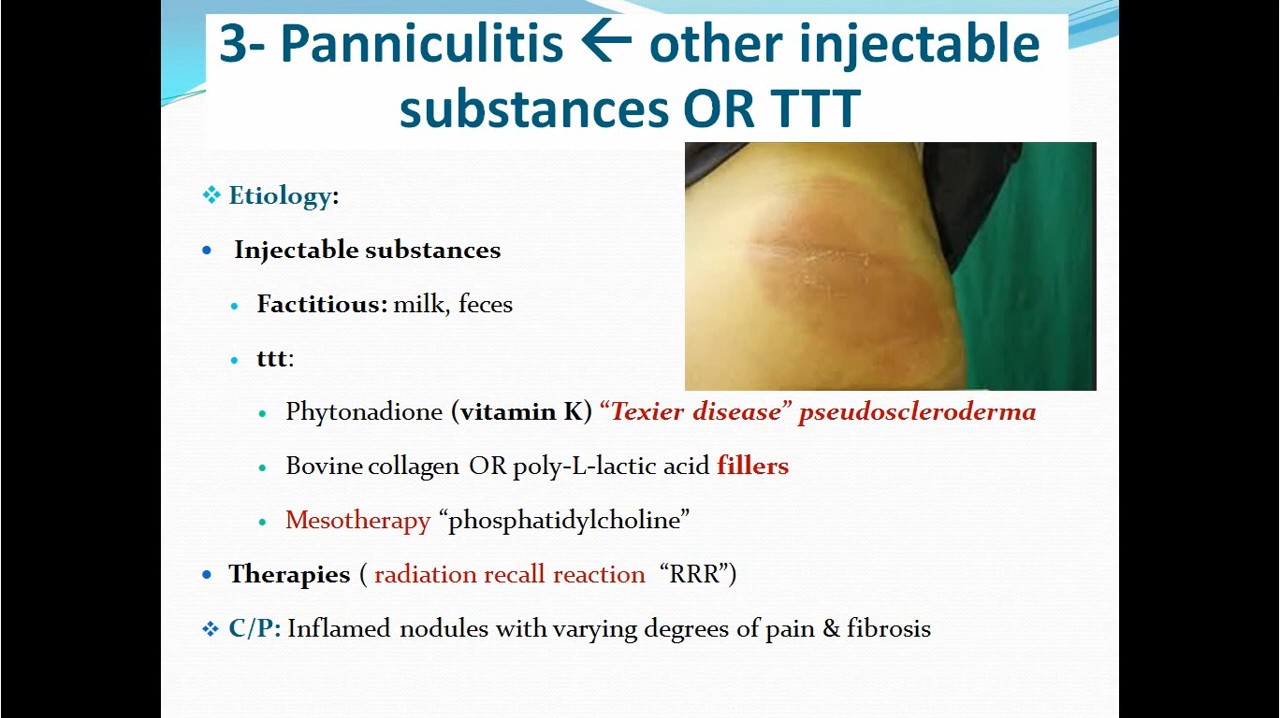 3- Panniculitis ← other injectable
substances OR TTT
❖ Etiology:
• Injectable substances
• Factitious: milk, feces
• ttt:
• Phytonadione (vitamin K) “Texier disease” pseudoscleroderma
• Bovine collagen OR poly-L-lactic acid fillers
• Mesotherapy “phosphatidylcholine”
• Therapies ( radiation recall reaction “RRR”)
❖ C/P: Inflamed nodules with varying degrees of pain & fibrosis